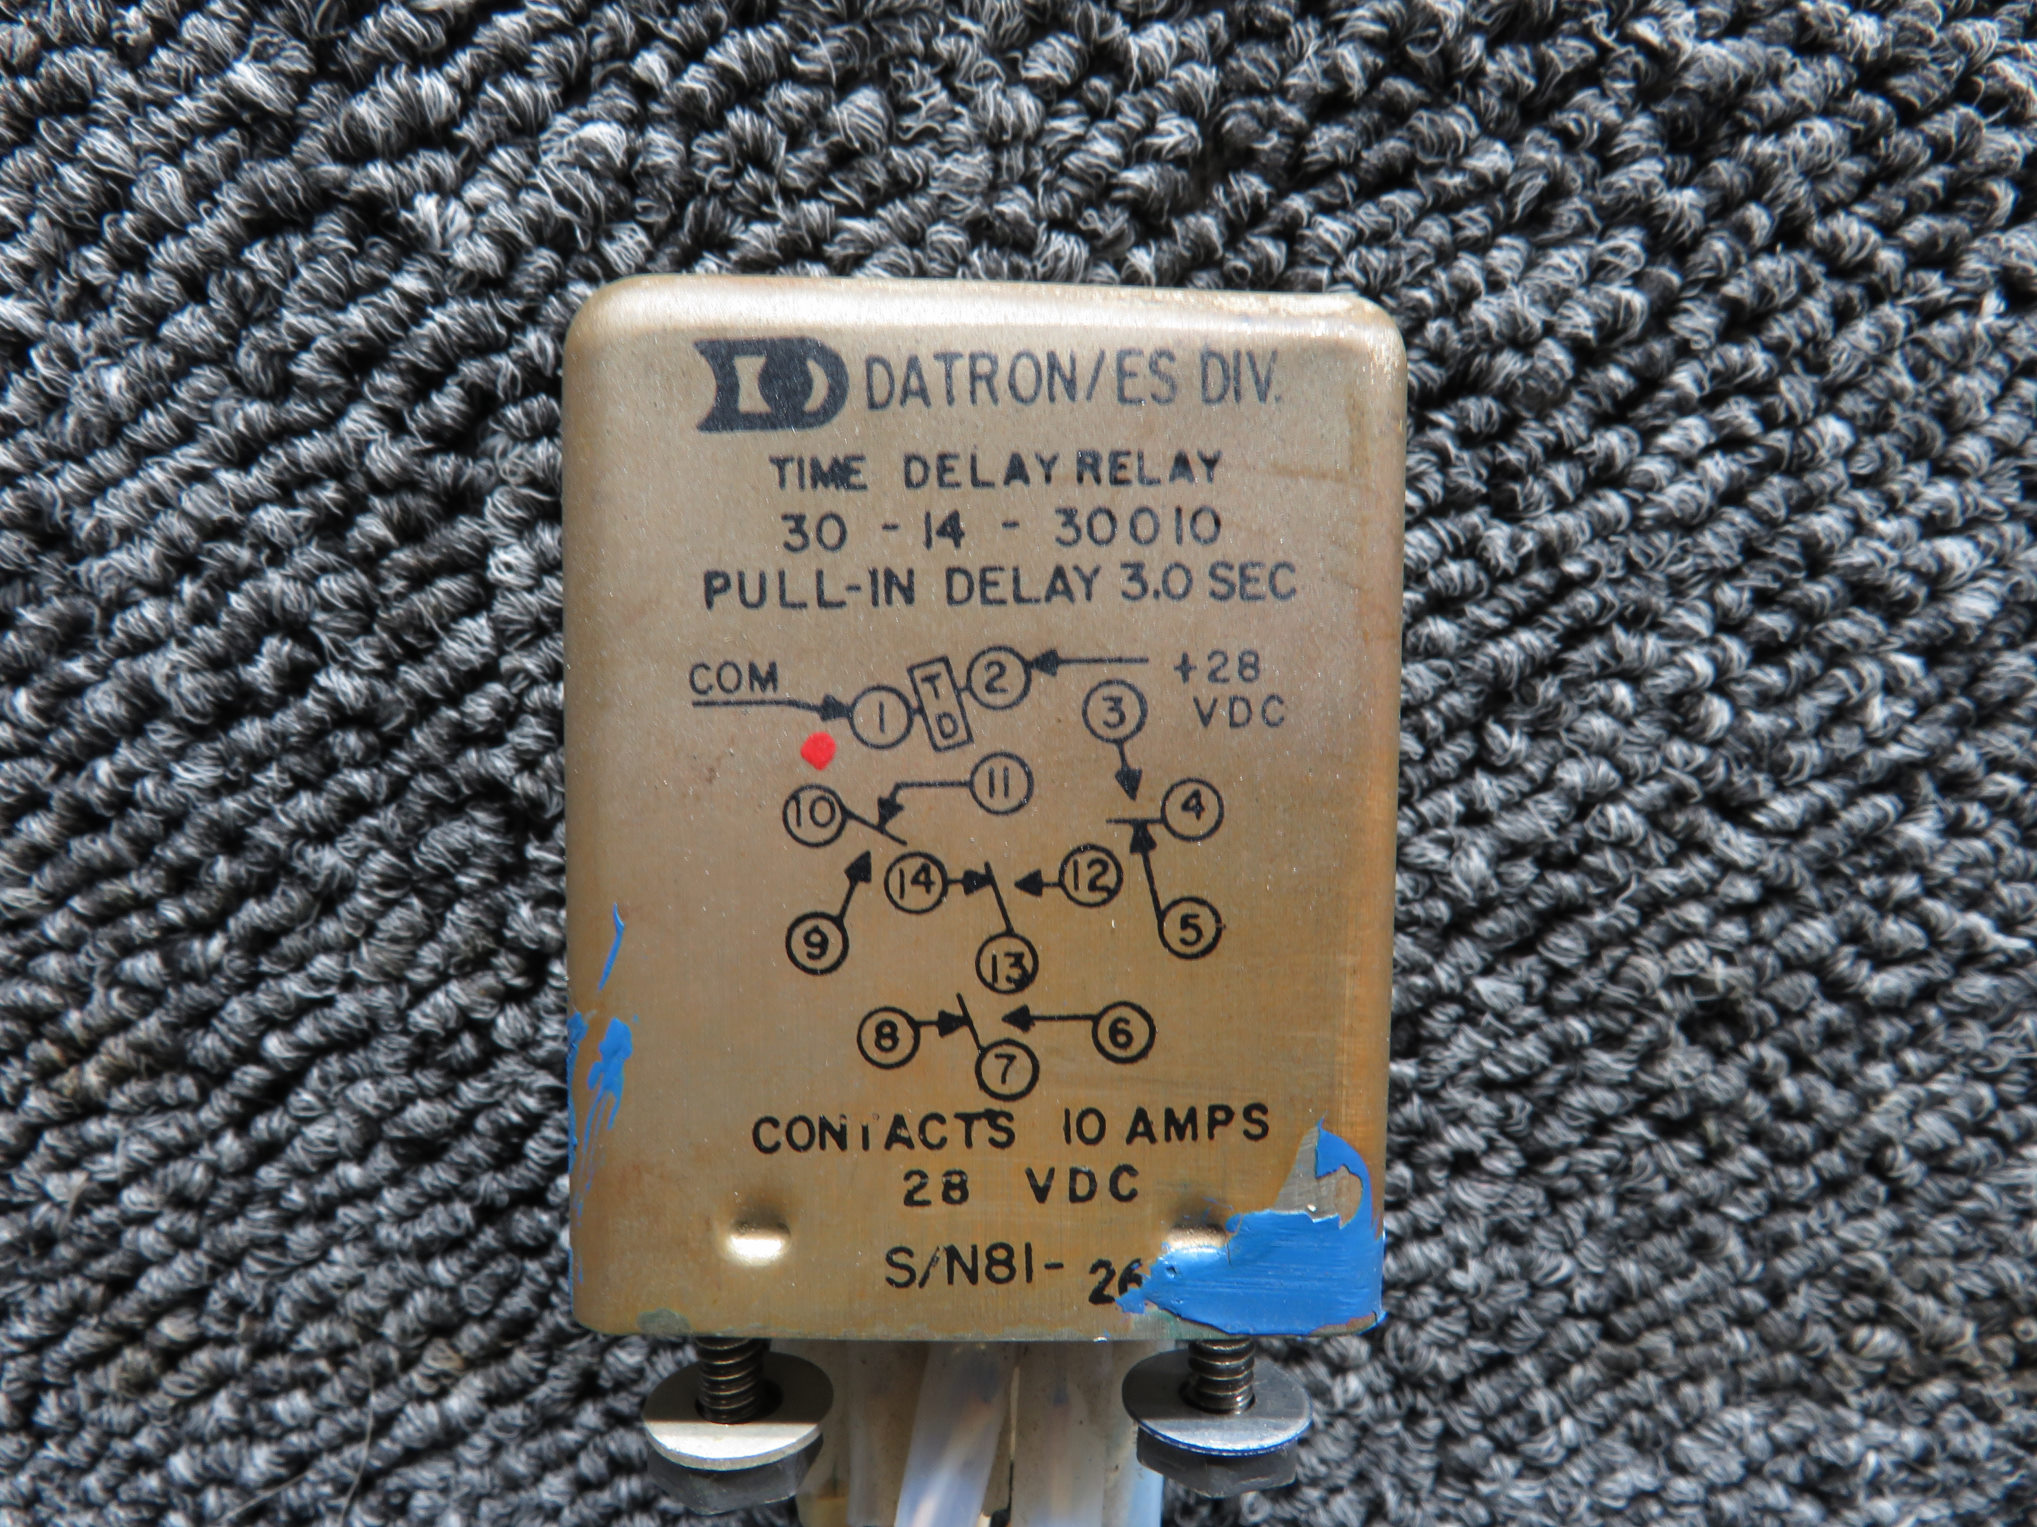 DATRON/ES DIV.
TIME DELAY RELAY
30 - 14 - 30010
PULL-IN DELAY 3.0 SEC
COM
1
TD
2
+28
VDC
3
10
11
4
14
12
9
13
5
8
7
6
CONTACTS 10 AMPS
28 VDC
S/N81-